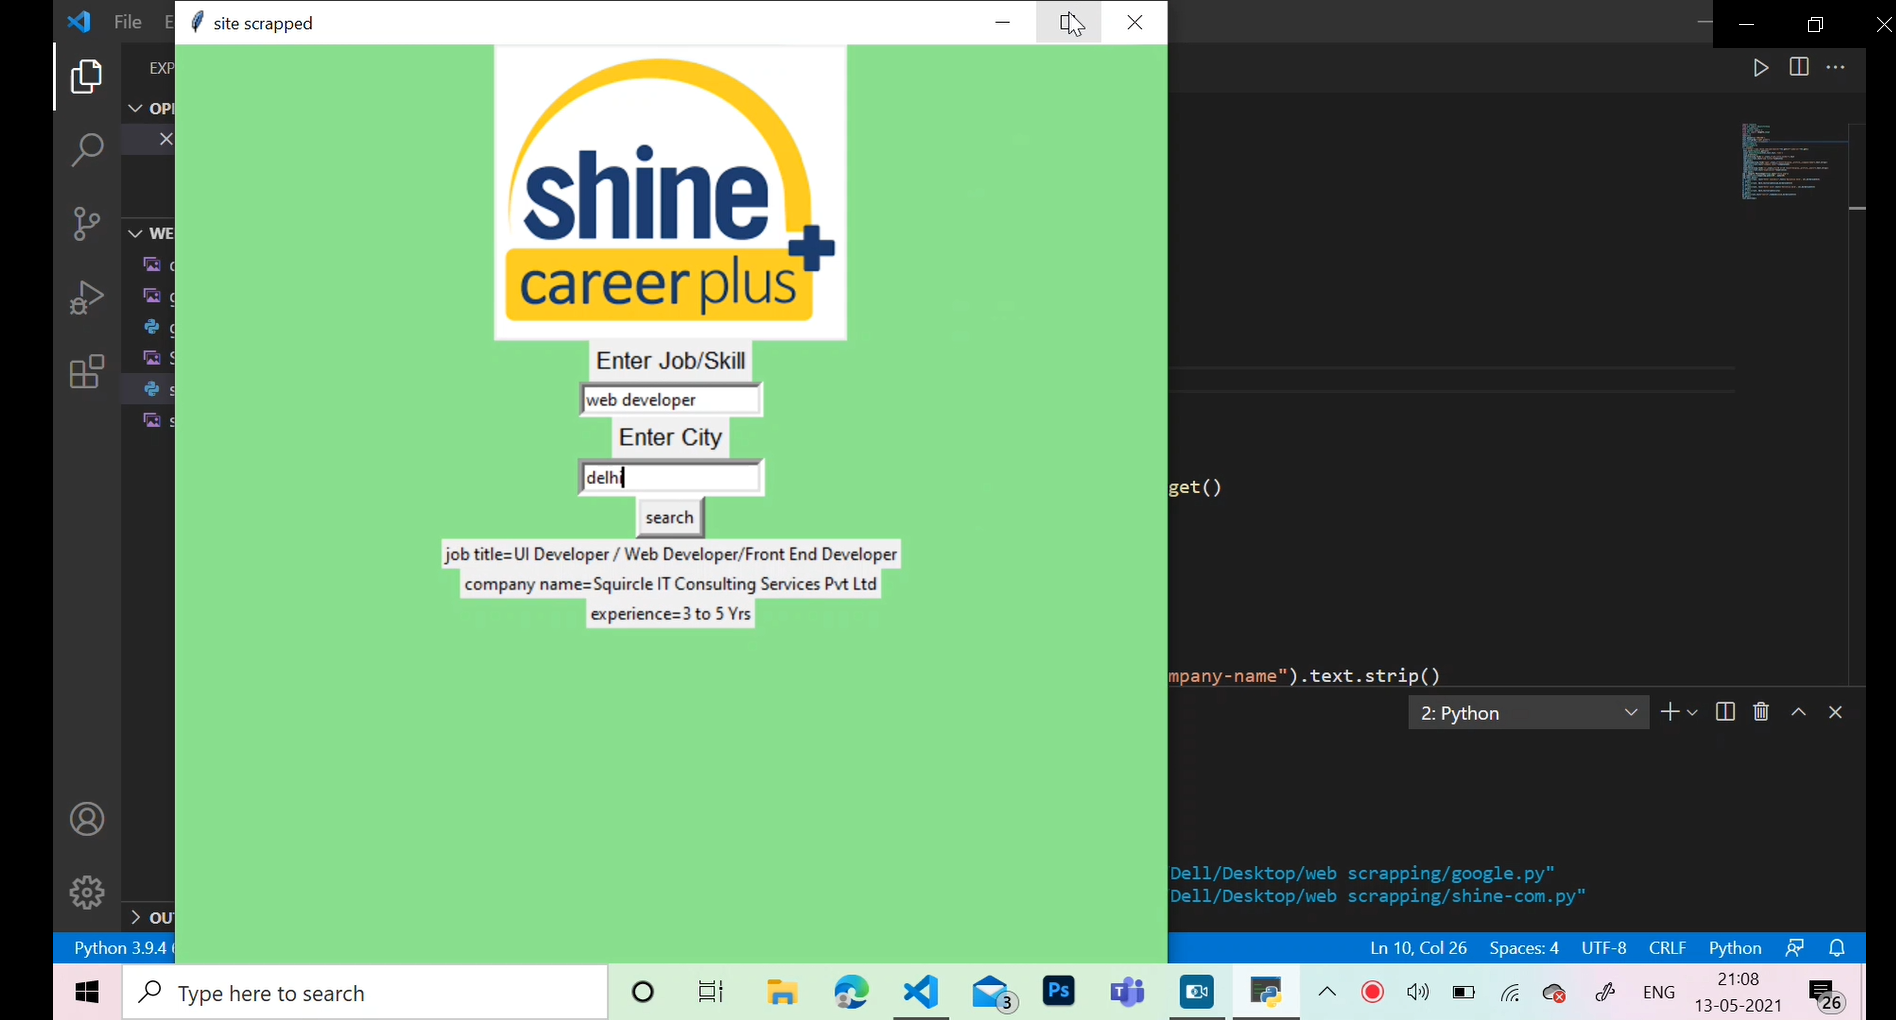 File E
site scrapped
EXP
OPI
shine
career plus
Enter Job/Skill
web developer
WE
Enter City
delhi
get()
search
job title=UI Developer / Web Developer/Front End Developer
company name=Squircle IT Consulting Services Pvt Ltd
experience=3 to 5 Yrs
mpany-name").text.strip()
2: Python
Dell/Desktop/web scrapping/google.py"
Dell/Desktop/web scrapping/shine-com.py"
OUT
Python 3.9.4 6
Ln 10, Col 26 Spaces: 4 UTF-8 CRLF Python
Type here to search
3
Ps
T
ENG
21:08
13-05-2021
26